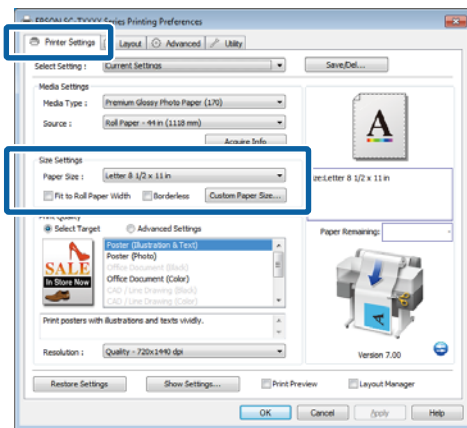 EPSON SC-TXXXX Series Printing Preferences
Printer Settings Layout Advanced Utility
Select Setting : Current Settings Save/Del...
Media Settings
Media Type : Premium Glossy Photo Paper (170)
Source : Roll Paper - 44 in (1118 mm)
Acquire Info
A
Size Settings
Paper Size : Letter 8 1/2 x 11 in
ize:Letter 8 1/2 x 11 in
Fit to Roll Paper Width Borderless Custom Paper Size...
Print Quality
Select Target Advanced Settings
Paper Remaining: -
SALE
In Store Now
Poster (Illustration & Text)
Poster (Photo)
Office Document (Black)
Office Document (Color)
CAD / Line Drawing (Black)
CAD / Line Drawing (Color)
Print posters with illustrations and texts vividly.
Resolution : Quality - 720x1440 dpi
Version 7.00
Restore Settings Show Settings... Print Preview Layout Manager
OK Cancel Apply Help